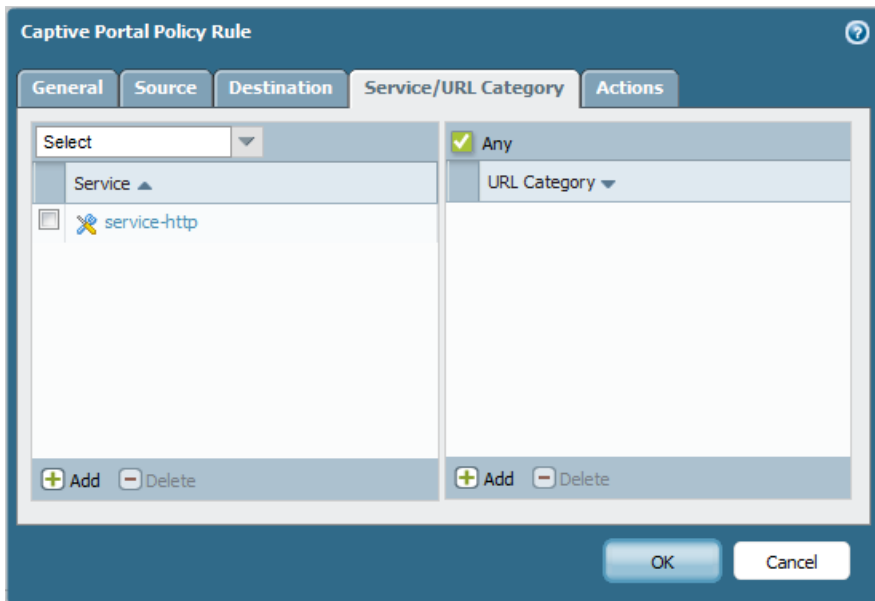 Captive Portal Policy Rule
General Source Destination Service/URL Category Actions
Select
Any
Service
URL Category
service-http
Add Delete
Add Delete
OK Cancel